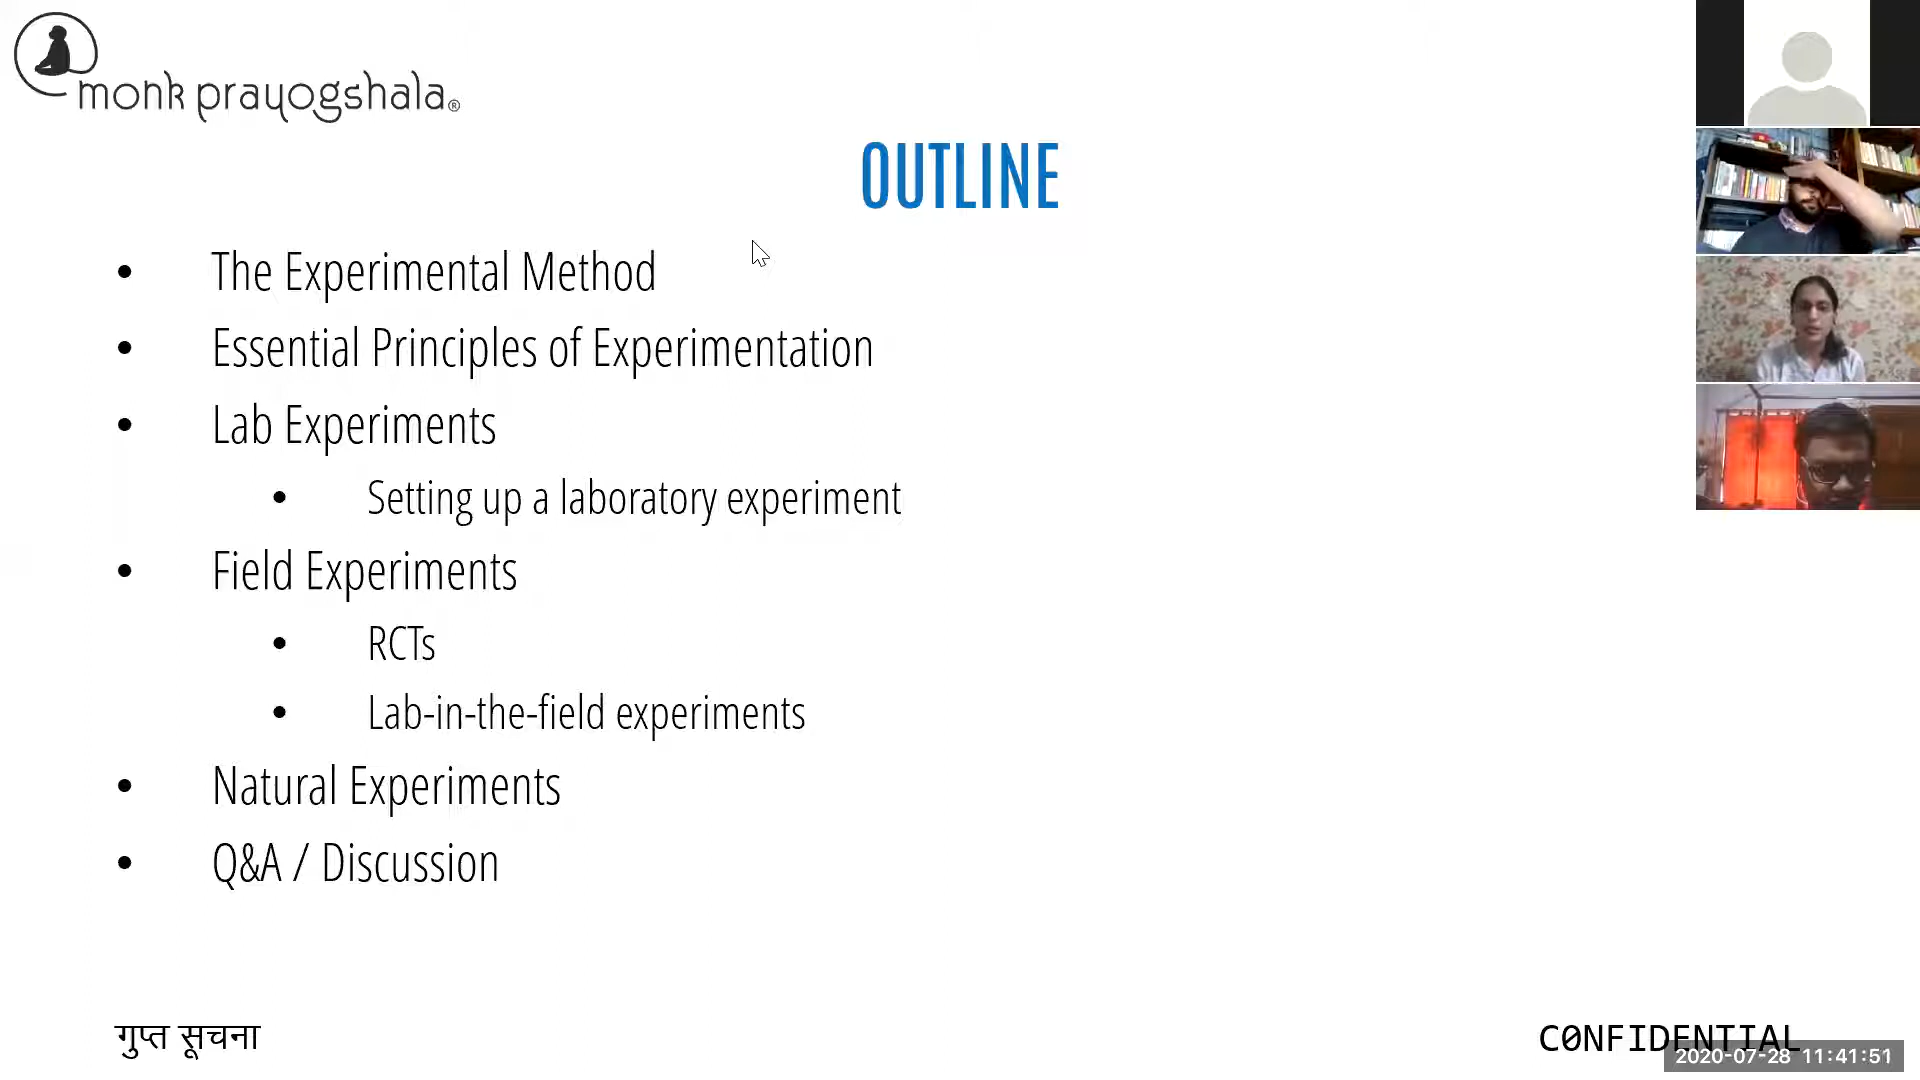 monk prayogshala®
OUTLINE
• The Experimental Method
• Essential Principles of Experimentation
• Lab Experiments
• Setting up a laboratory experiment
• Field Experiments
• RCTs
• Lab-in-the-field experiments
• Natural Experiments
• Q&A / Discussion
गुप्त सूचना
C0NFIDENTIAL
2020-07-28 11:41:51